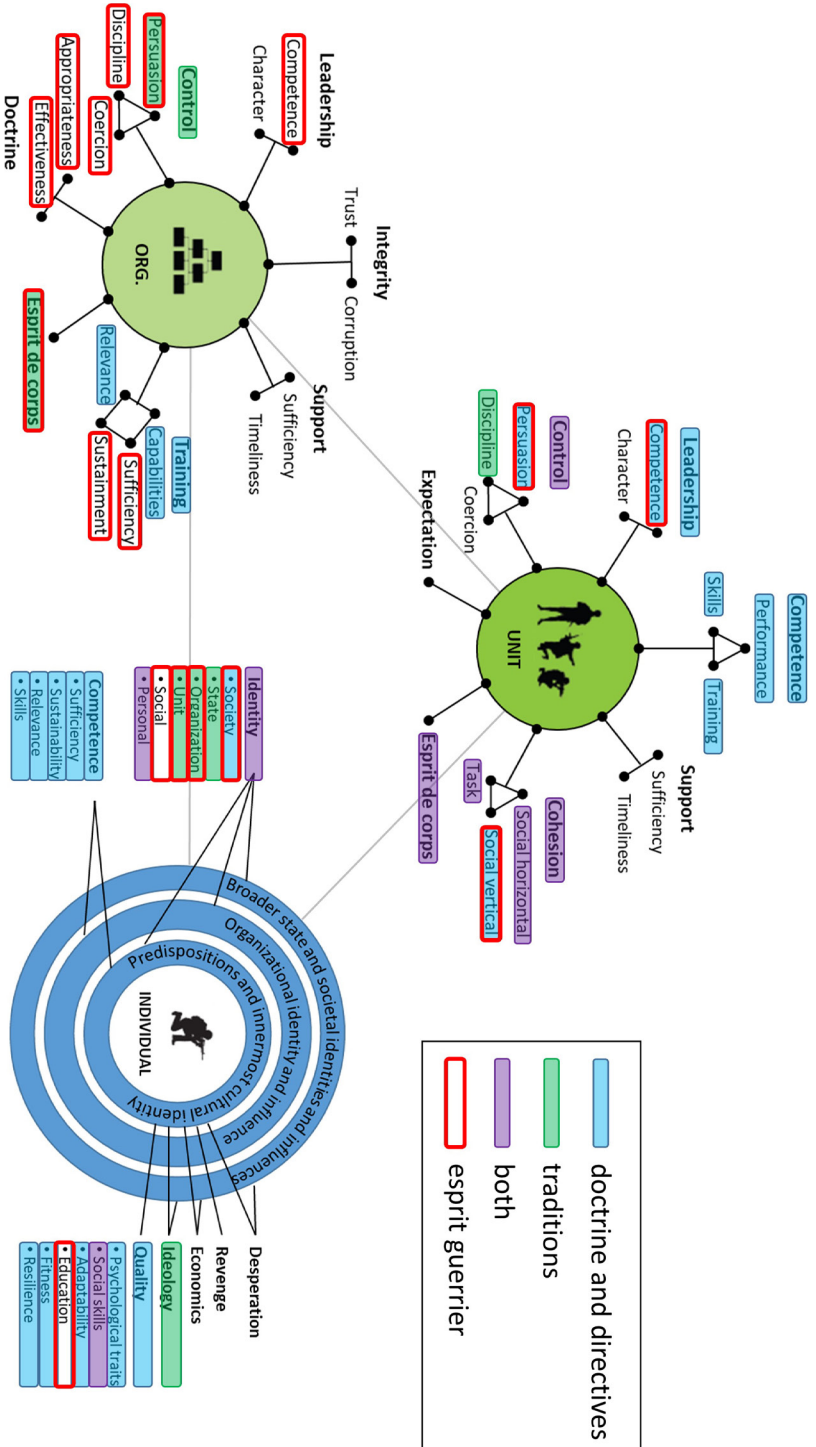 Leadership
Competence
Character
Integrity
Trust
Corruption
Support
Sufficiency
Timeliness
Control
Persuasion
Discipline
Coercion
Appropriateness
Effectiveness
Doctrine
ORG.
Esprit de corps
Training
Capabilities
Relevance
Sufficiency
Sustainment
Competence
Performance
Skills
Training
Leadership
Competence
Character
Support
Sufficiency
Timeliness
Control
Persuasion
Discipline
Coercion
Expectation
UNIT
Esprit de corps
Cohesion
Social horizontal
Task
Social vertical
Identity
• Society
• State
• Organization
• Unit
• Social
• Personal
Competence
• Sufficiency
• Sustainability
• Relevance
• Skills
Broader state and societal identities and influences
Organizational identity and influence
Predispositions and innermost cultural identity
INDIVIDUAL
Desperation
Revenge
Economics
Ideology
Quality
• Psychological traits
• Social skills
• Adaptability
• Education
• Fitness
• Resilience
doctrine and directives
traditions
both
esprit guerrier